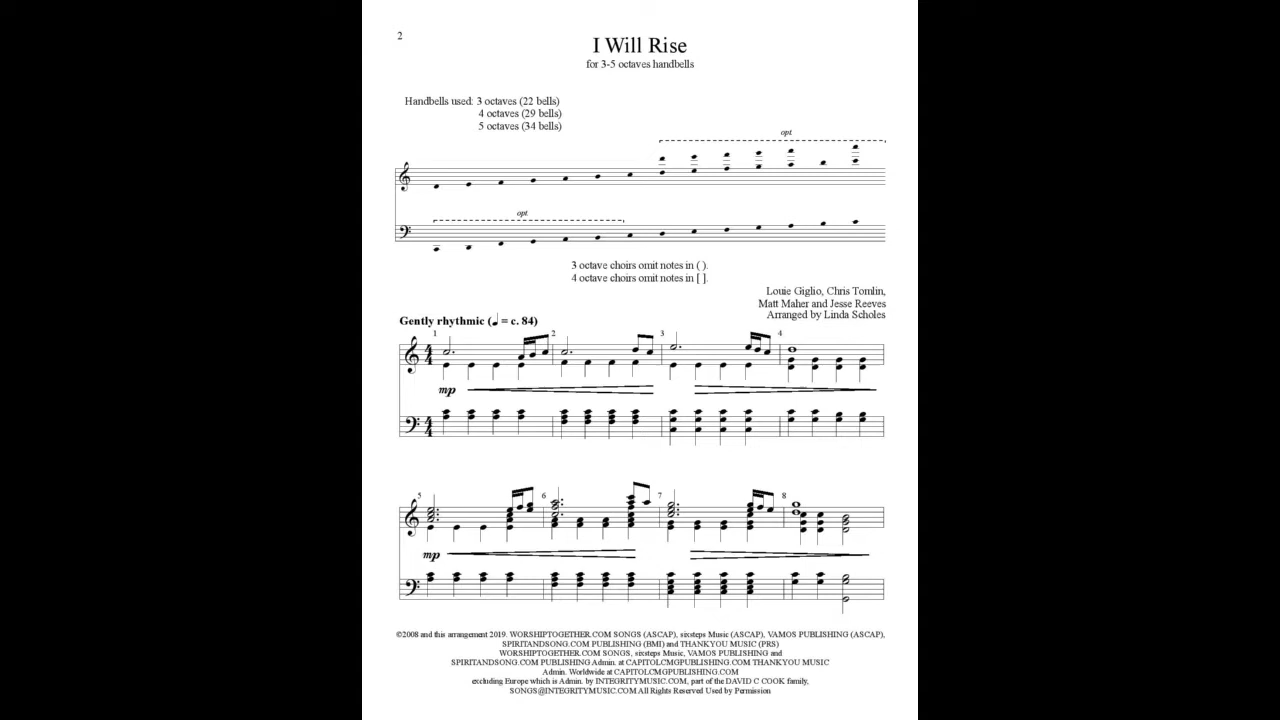 2
I Will Rise
for 3-5 octaves handbells
Handbells used: 3 octaves (22 bells)
4 octaves (29 bells)
5 octaves (34 bells)
opt.
opt.
3 octave choirs omit notes in ( ).
4 octave choirs omit notes in [ ].
Louie Giglio, Chris Tomlin,
Matt Maher and Jesse Reeves
Arranged by Linda Scholes
Gently rhythmic (♩ = c. 84)
1 2 3 4
4 4
mp
4 4
5 6 7 8
mp
©2008 and this arrangement 2019. WORSHIPTOGETHER.COM SONGS (ASCAP), sixsteps Music (ASCAP), VAMOS PUBLISHING (ASCAP),
SPIRITANDSONG.COM PUBLISHING (BMI) and THANKYOU MUSIC (PRS)
WORSHIPTOGETHER.COM SONGS, sixsteps Music, VAMOS PUBLISHING and
SPIRITANDSONG.COM PUBLISHING Admin. at CAPITOLCMGPUBLISHING.COM THANKYOU MUSIC
Admin. Worldwide at CAPITOLCMGPUBLISHING.COM
excluding Europe which is Admin. by INTEGRITYMUSIC.COM, part of the DAVID C COOK family,
SONGS@INTEGRITYMUSIC.COM All Rights Reserved Used by Permission